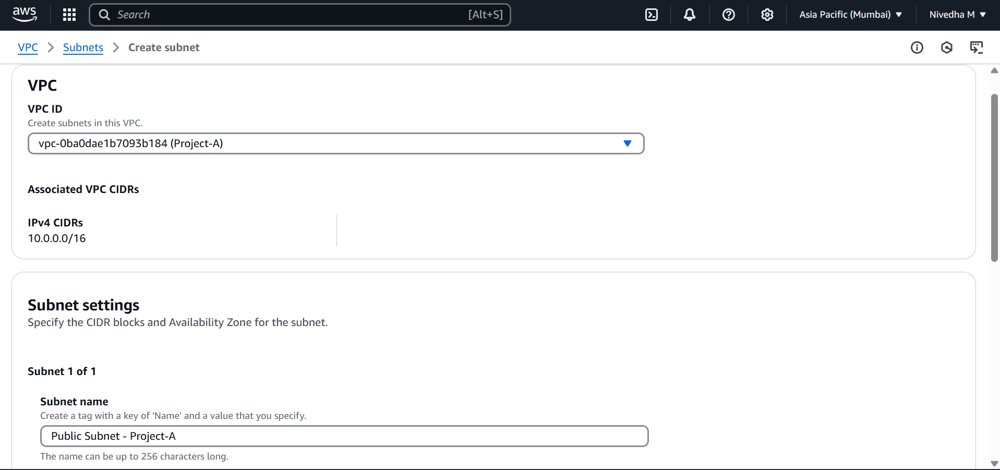 aws
Search [Alt+S]
Asia Pacific (Mumbai)
Nivedha M
VPC > Subnets > Create subnet
VPC
VPC ID
Create subnets in this VPC.
vpc-0ba0dae1b7093b184 (Project-A)
Associated VPC CIDRs
IPv4 CIDRs
10.0.0.0/16
Subnet settings
Specify the CIDR blocks and Availability Zone for the subnet.
Subnet 1 of 1
Subnet name
Create a tag with a key of 'Name' and a value that you specify.
Public Subnet - Project-A
The name can be up to 256 characters long.